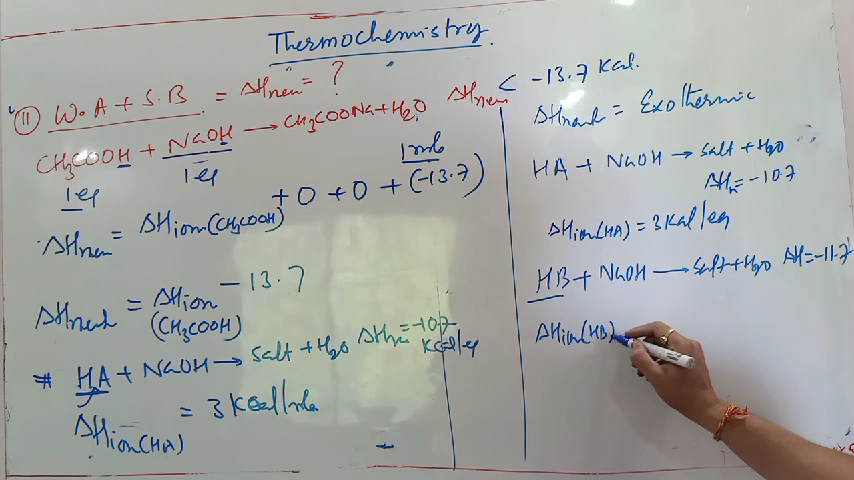 Thermochemistry
(II) W.A + S.B = ΔHneu = ?
CH3COOH + NaOH → CH3COONa + H2O ΔHneu < -13.7 Kcal.
1eq 1eq 1mole
ΔHneu = ΔHion(CH3COOH) + 0 + 0 + (-13.7)
ΔHneut = ΔHion - 13.7
(CH3COOH)
# HA + NaOH → Salt + H2O ΔHn = -10.7
Kcal/eq
ΔHion(HA) = 3 Kcal/mole
ΔHneut = Exothermic
HA + NaOH → Salt + H2O
ΔHn = -10.7
ΔHion(HA) = 3 Kcal/eq
HB + NaOH → Salt + H2O ΔH = -11.7
ΔHion(HB)